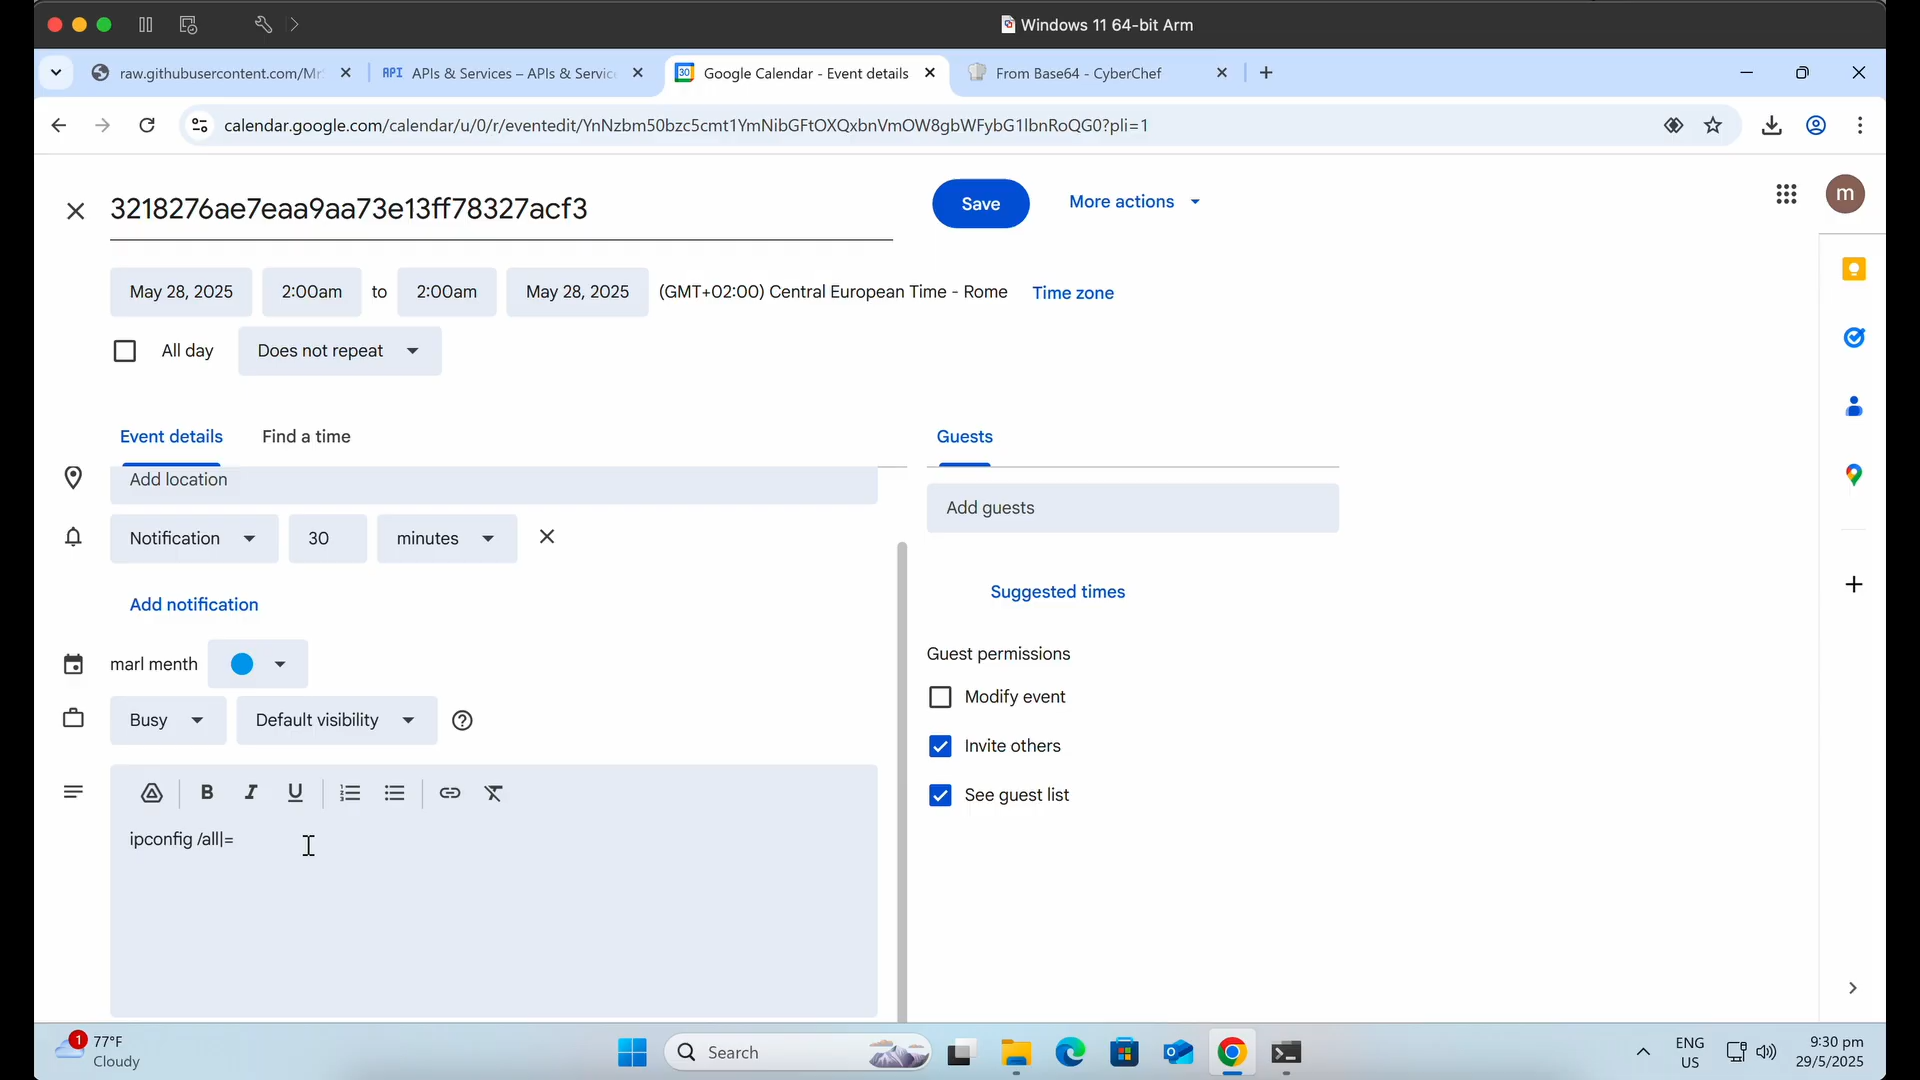 Windows 11 64-bit Arm
raw.githubusercontent.com/Mr
API APIs & Services – APIs & Service
30 Google Calendar - Event details
From Base64 - CyberChef
calendar.google.com/calendar/u/0/r/eventedit/YnNzbm50bzc5cmt1YmNibGFtOXQxbnVmOW8gbWFybG1lbnRoQG0?pli=1
3218276ae7eaa9aa73e13ff78327acf3
Save
More actions
m
May 28, 2025
2:00am
to
2:00am
May 28, 2025
(GMT+02:00) Central European Time - Rome
Time zone
All day
Does not repeat
Event details
Find a time
Guests
Add location
Add guests
Notification
30
minutes
Add notification
Suggested times
Guest permissions
marl menth
Modify event
Busy
Default visibility
Invite others
See guest list
B I U
ipconfig /all|=
1
77°F
Cloudy
Search
ENG
US
9:30 pm
29/5/2025